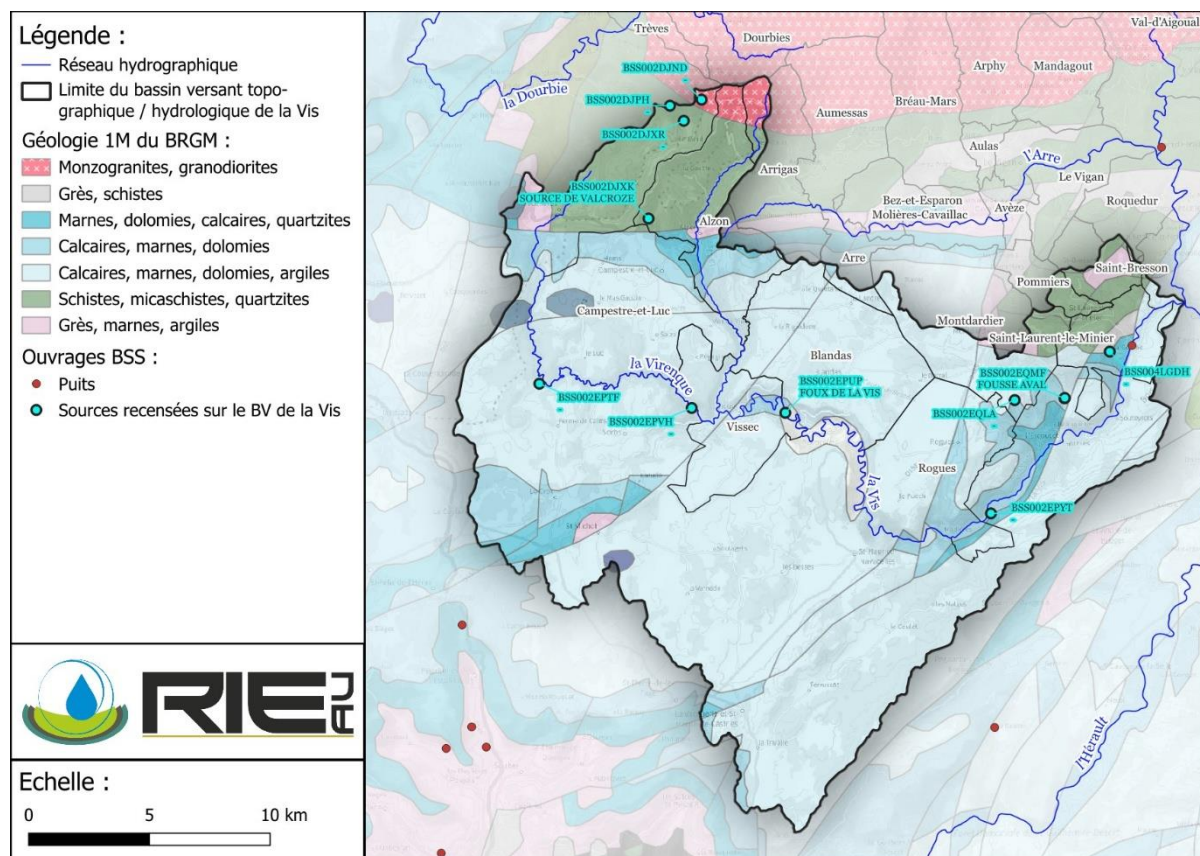 Légende :
Réseau hydrographique
Limite du bassin versant topo-
graphique / hydrologique de la Vis
Géologie 1M du BRGM :
Monzogranites, granodiorites
Grès, schistes
Marnes, dolomies, calcaires, quartzites
Calcaires, marnes, dolomies
Calcaires, marnes, dolomies, argiles
Schistes, micaschistes, quartzites
Grès, marnes, argiles
Ouvrages BSS :
Puits
Sources recensées sur le BV de la Vis
RIE
AU
Echelle :
0 5 10 km
Trèves
Dourbies
Val-d'Aigoual
la Dourbie
BSS002DJND
Arphy
Mandagout
BSS002DJPH
Bréau-Mars
Aumessas
BSS002DJXR
Aulas
l'Arre
Arrigas
Le Vigan
BSS002DJXK
SOURCE DE VALCROZE
Bez-et-Esparon
Avèze
Roquedur
Molières-Cavaillac
Alzon
Arre
Saint-Bresson
Pommiers
Campestre-et-Luc
Montdardier
Saint-Laurent-le-Minier
la Virenque
Blandas
BSS002EPTF
BSS002EPUP
FOUX DE LA VIS
BSS002EQMF
FOUSSE AVAL
BSS004LGDH
BSS002EPVH
Vissec
BSS002EQLA
Rogues
la Vis
BSS002EPYT
l'Hérault